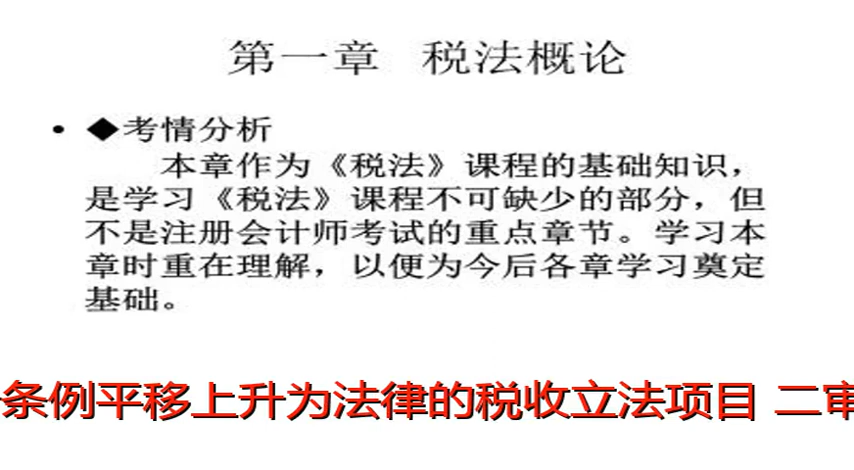 第一章 税法概论
• ◆考情分析
本章作为《税法》课程的基础知识，
是学习《税法》课程不可缺少的部分，但
不是注册会计师考试的重点章节。学习本
章时重在理解，以便为今后各章学习奠定
基础。
条例平移上升为法律的税收立法项目 二审